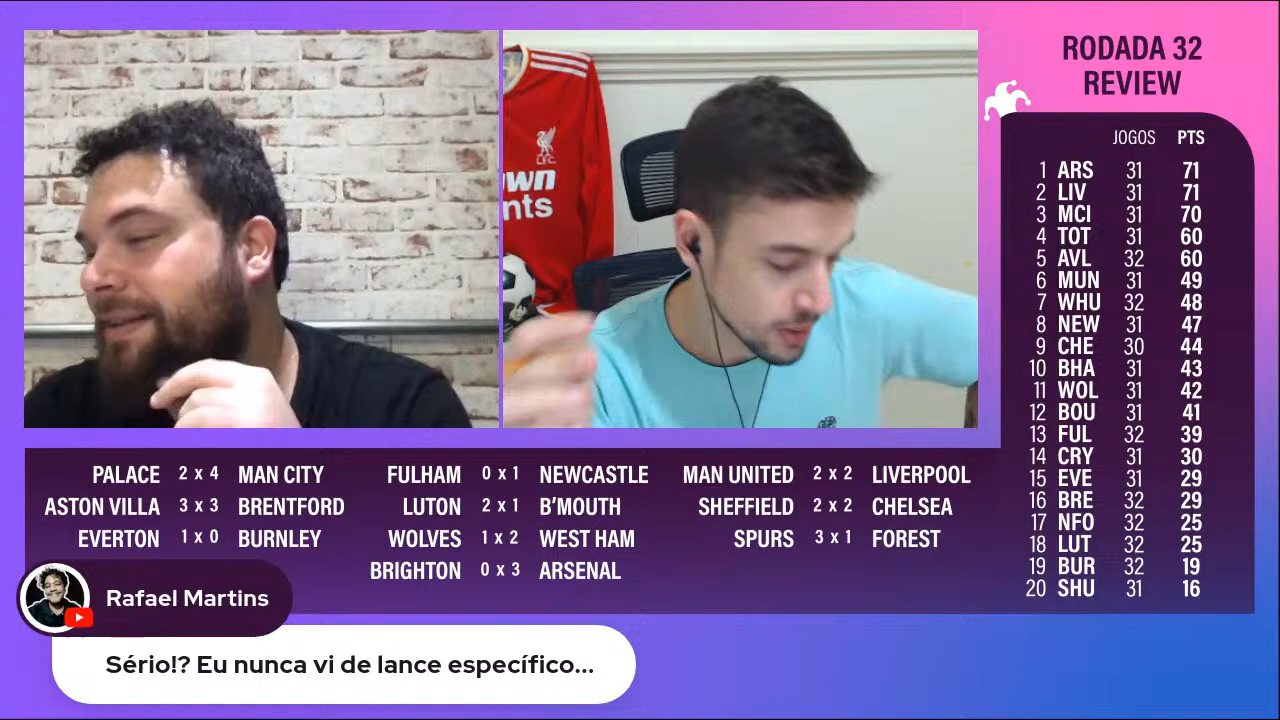 RODADA 32
REVIEW
JOGOS PTS
1 ARS 31 71
2 LIV 31 71
3 MCI 31 70
4 TOT 31 60
5 AVL 32 60
6 MUN 31 49
7 WHU 32 48
8 NEW 31 47
9 CHE 30 44
10 BHA 31 43
11 WOL 31 42
12 BOU 31 41
13 FUL 32 39
14 CRY 31 30
15 EVE 31 29
16 BRE 32 29
17 NFO 32 25
18 LUT 32 25
19 BUR 32 19
20 SHU 31 16
LFC
wn
nts
PALACE 2 x 4 MAN CITY
ASTON VILLA 3 x 3 BRENTFORD
EVERTON 1 x 0 BURNLEY
FULHAM 0 x 1 NEWCASTLE
LUTON 2 x 1 B'MOUTH
WOLVES 1 x 2 WEST HAM
BRIGHTON 0 x 3 ARSENAL
MAN UNITED 2 x 2 LIVERPOOL
SHEFFIELD 2 x 2 CHELSEA
SPURS 3 x 1 FOREST
Rafael Martins
Sério!? Eu nunca vi de lance específico...